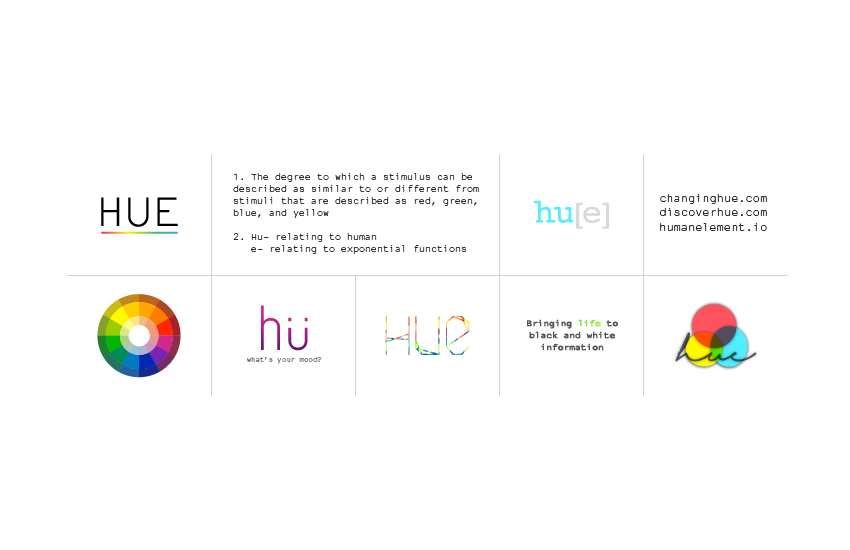 HUE
1. The degree to which a stimulus can be
described as similar to or different from
stimuli that are described as red, green,
blue, and yellow
2. Hu- relating to human
e- relating to exponential functions
hu[e]
changinghue.com
discoverhue.com
humanelement.io
hü
what's your mood?
HUe
Bringing life to
black and white
information
hue